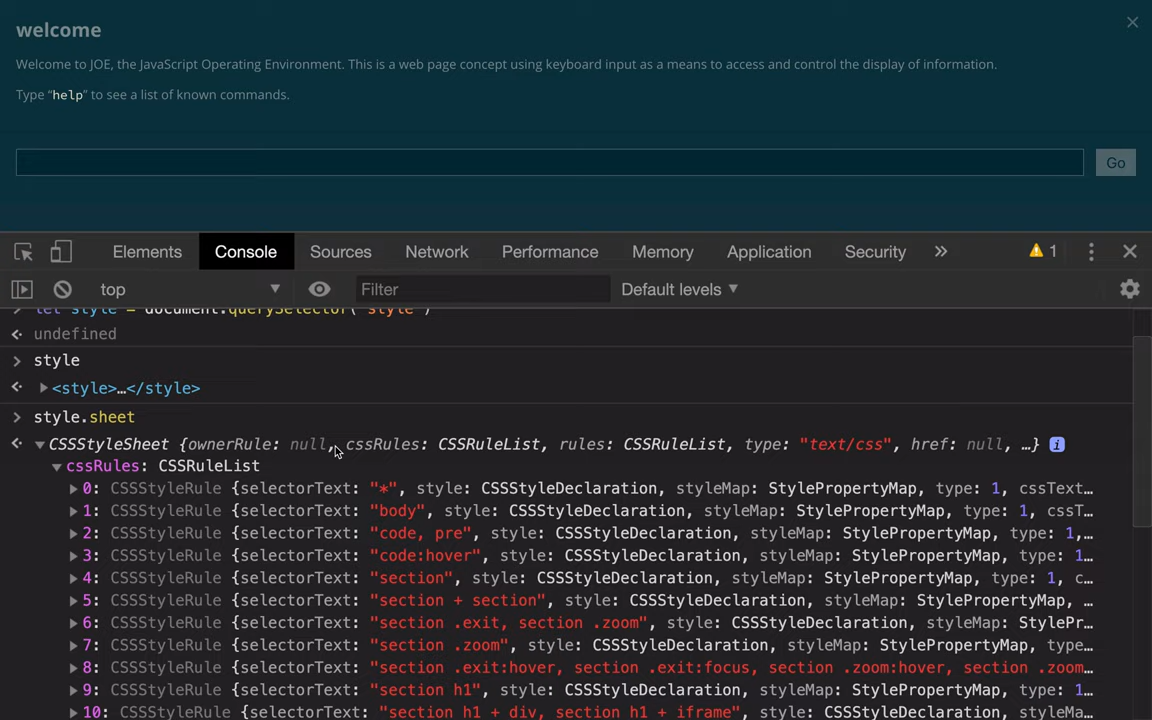 welcome
×
Welcome to JOE, the JavaScript Operating Environment. This is a web page concept using keyboard input as a means to access and control the display of information.
Type “help” to see a list of known commands.
Go
Elements Console Sources Network Performance Memory Application Security » 1
top Filter Default levels
let style = document.querySelector('style')
undefined
style
<style>…</style>
style.sheet
CSSStyleSheet {ownerRule: null, cssRules: CSSRuleList, rules: CSSRuleList, type: "text/css", href: null, …}
cssRules: CSSRuleList
0: CSSStyleRule {selectorText: "*", style: CSSStyleDeclaration, styleMap: StylePropertyMap, type: 1, cssText…
1: CSSStyleRule {selectorText: "body", style: CSSStyleDeclaration, styleMap: StylePropertyMap, type: 1, cssT…
2: CSSStyleRule {selectorText: "code, pre", style: CSSStyleDeclaration, styleMap: StylePropertyMap, type: 1,…
3: CSSStyleRule {selectorText: "code:hover", style: CSSStyleDeclaration, styleMap: StylePropertyMap, type: 1…
4: CSSStyleRule {selectorText: "section", style: CSSStyleDeclaration, styleMap: StylePropertyMap, type: 1, c…
5: CSSStyleRule {selectorText: "section + section", style: CSSStyleDeclaration, styleMap: StylePropertyMap, …
6: CSSStyleRule {selectorText: "section .exit, section .zoom", style: CSSStyleDeclaration, styleMap: StylePr…
7: CSSStyleRule {selectorText: "section .zoom", style: CSSStyleDeclaration, styleMap: StylePropertyMap, type…
8: CSSStyleRule {selectorText: "section .exit:hover, section .exit:focus, section .zoom:hover, section .zoom…
9: CSSStyleRule {selectorText: "section h1", style: CSSStyleDeclaration, styleMap: StylePropertyMap, type: 1…
10: CSSStyleRule {selectorText: "section h1 + div, section h1 + iframe", style: CSSStyleDeclaration, styleMap…